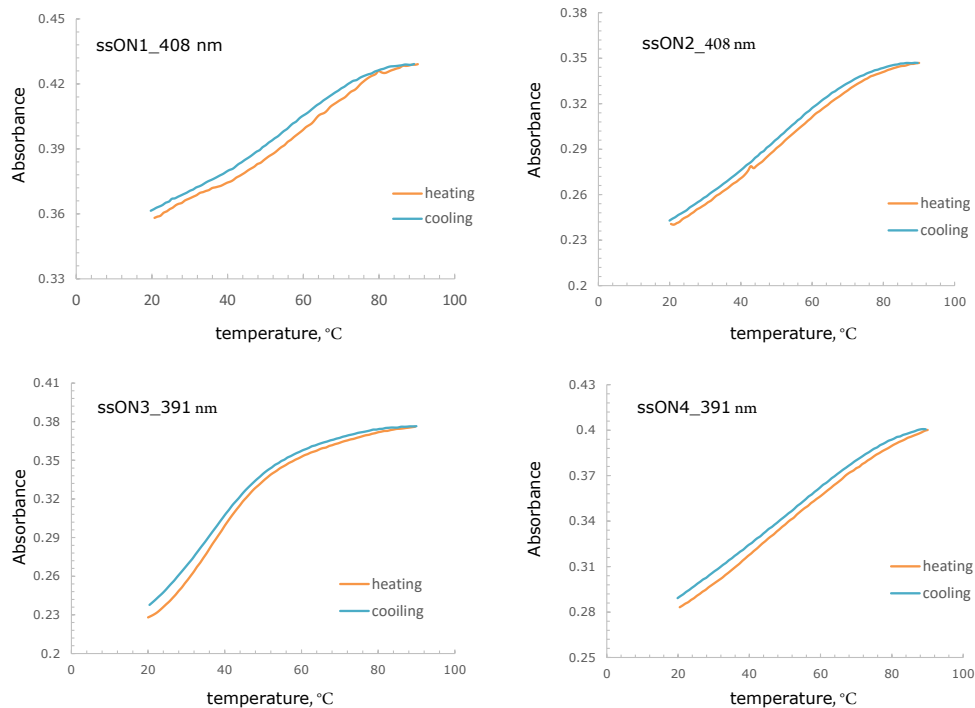 ssON1_408 nm
Absorbance
0.45
0.42
0.39
0.36
0.33
0 20 40 60 80 100
temperature, °C
heating
cooling
ssON2_408 nm
Absorbance
0.38
0.35
0.32
0.29
0.26
0.23
0.2
0 20 40 60 80 100
temperature, °C
heating
cooling
ssON3_391 nm
Absorbance
0.41
0.38
0.35
0.32
0.29
0.26
0.23
0.2
0 20 40 60 80 100
temperature, °C
heating
cooiling
ssON4_391 nm
Absorbance
0.43
0.4
0.37
0.34
0.31
0.28
0.25
0 20 40 60 80 100
temperature, °C
heating
cooling